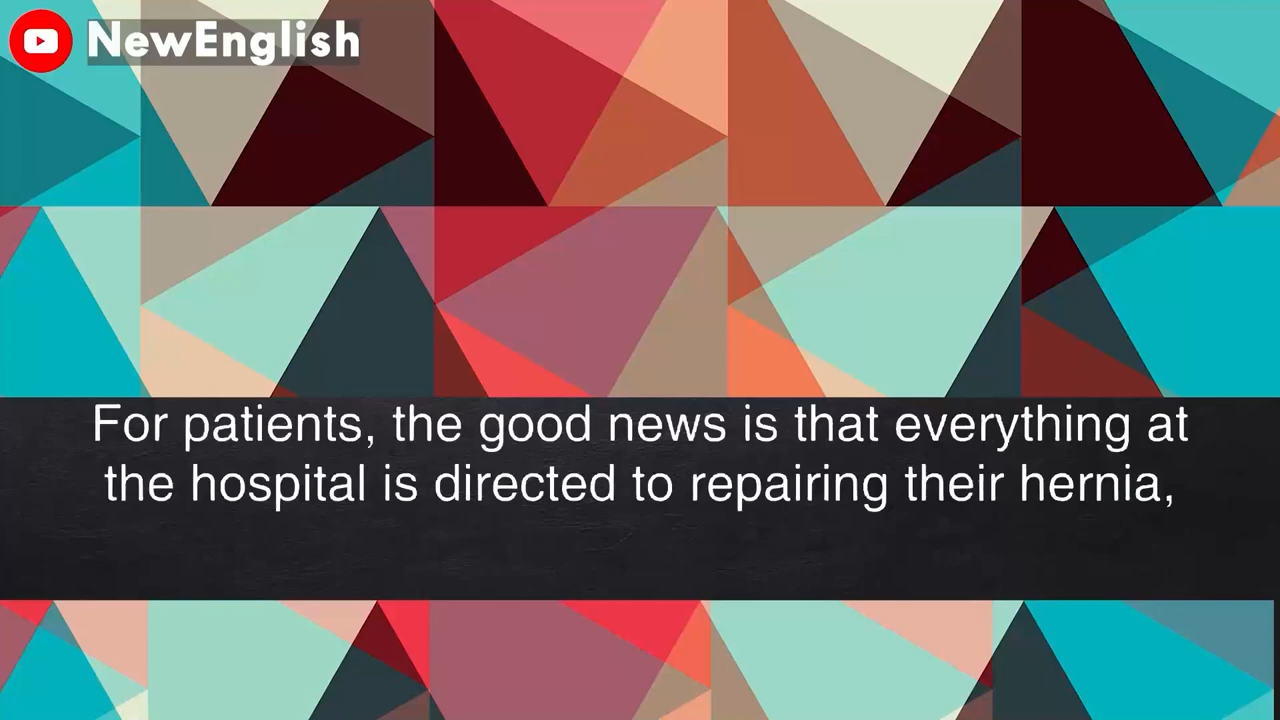 NewEnglish
For patients, the good news is that everything at
the hospital is directed to repairing their hernia,